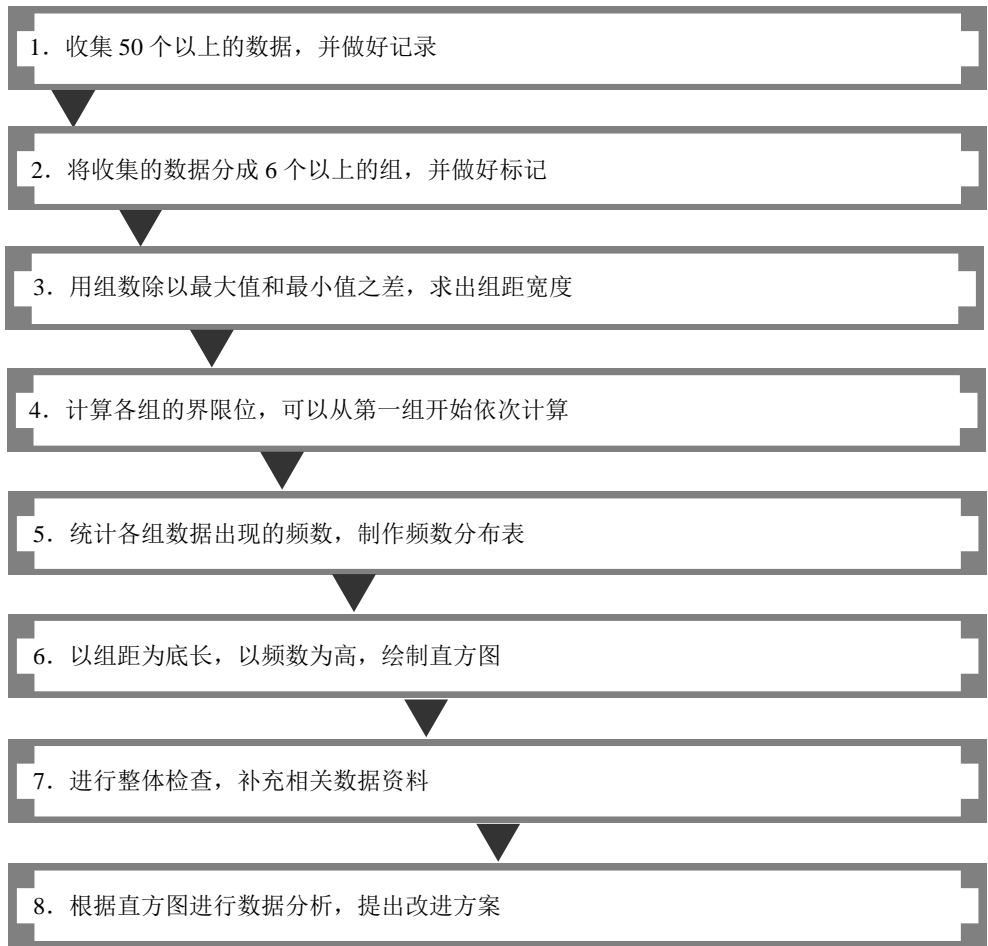 1．收集 50 个以上的数据，并做好记录
2．将收集的数据分成 6 个以上的组，并做好标记
3．用组数除以最大值和最小值之差，求出组距宽度
4．计算各组的界限位，可以从第一组开始依次计算
5．统计各组数据出现的频数，制作频数分布表
6．以组距为底长，以频数为高，绘制直方图
7．进行整体检查，补充相关数据资料
8．根据直方图进行数据分析，提出改进方案